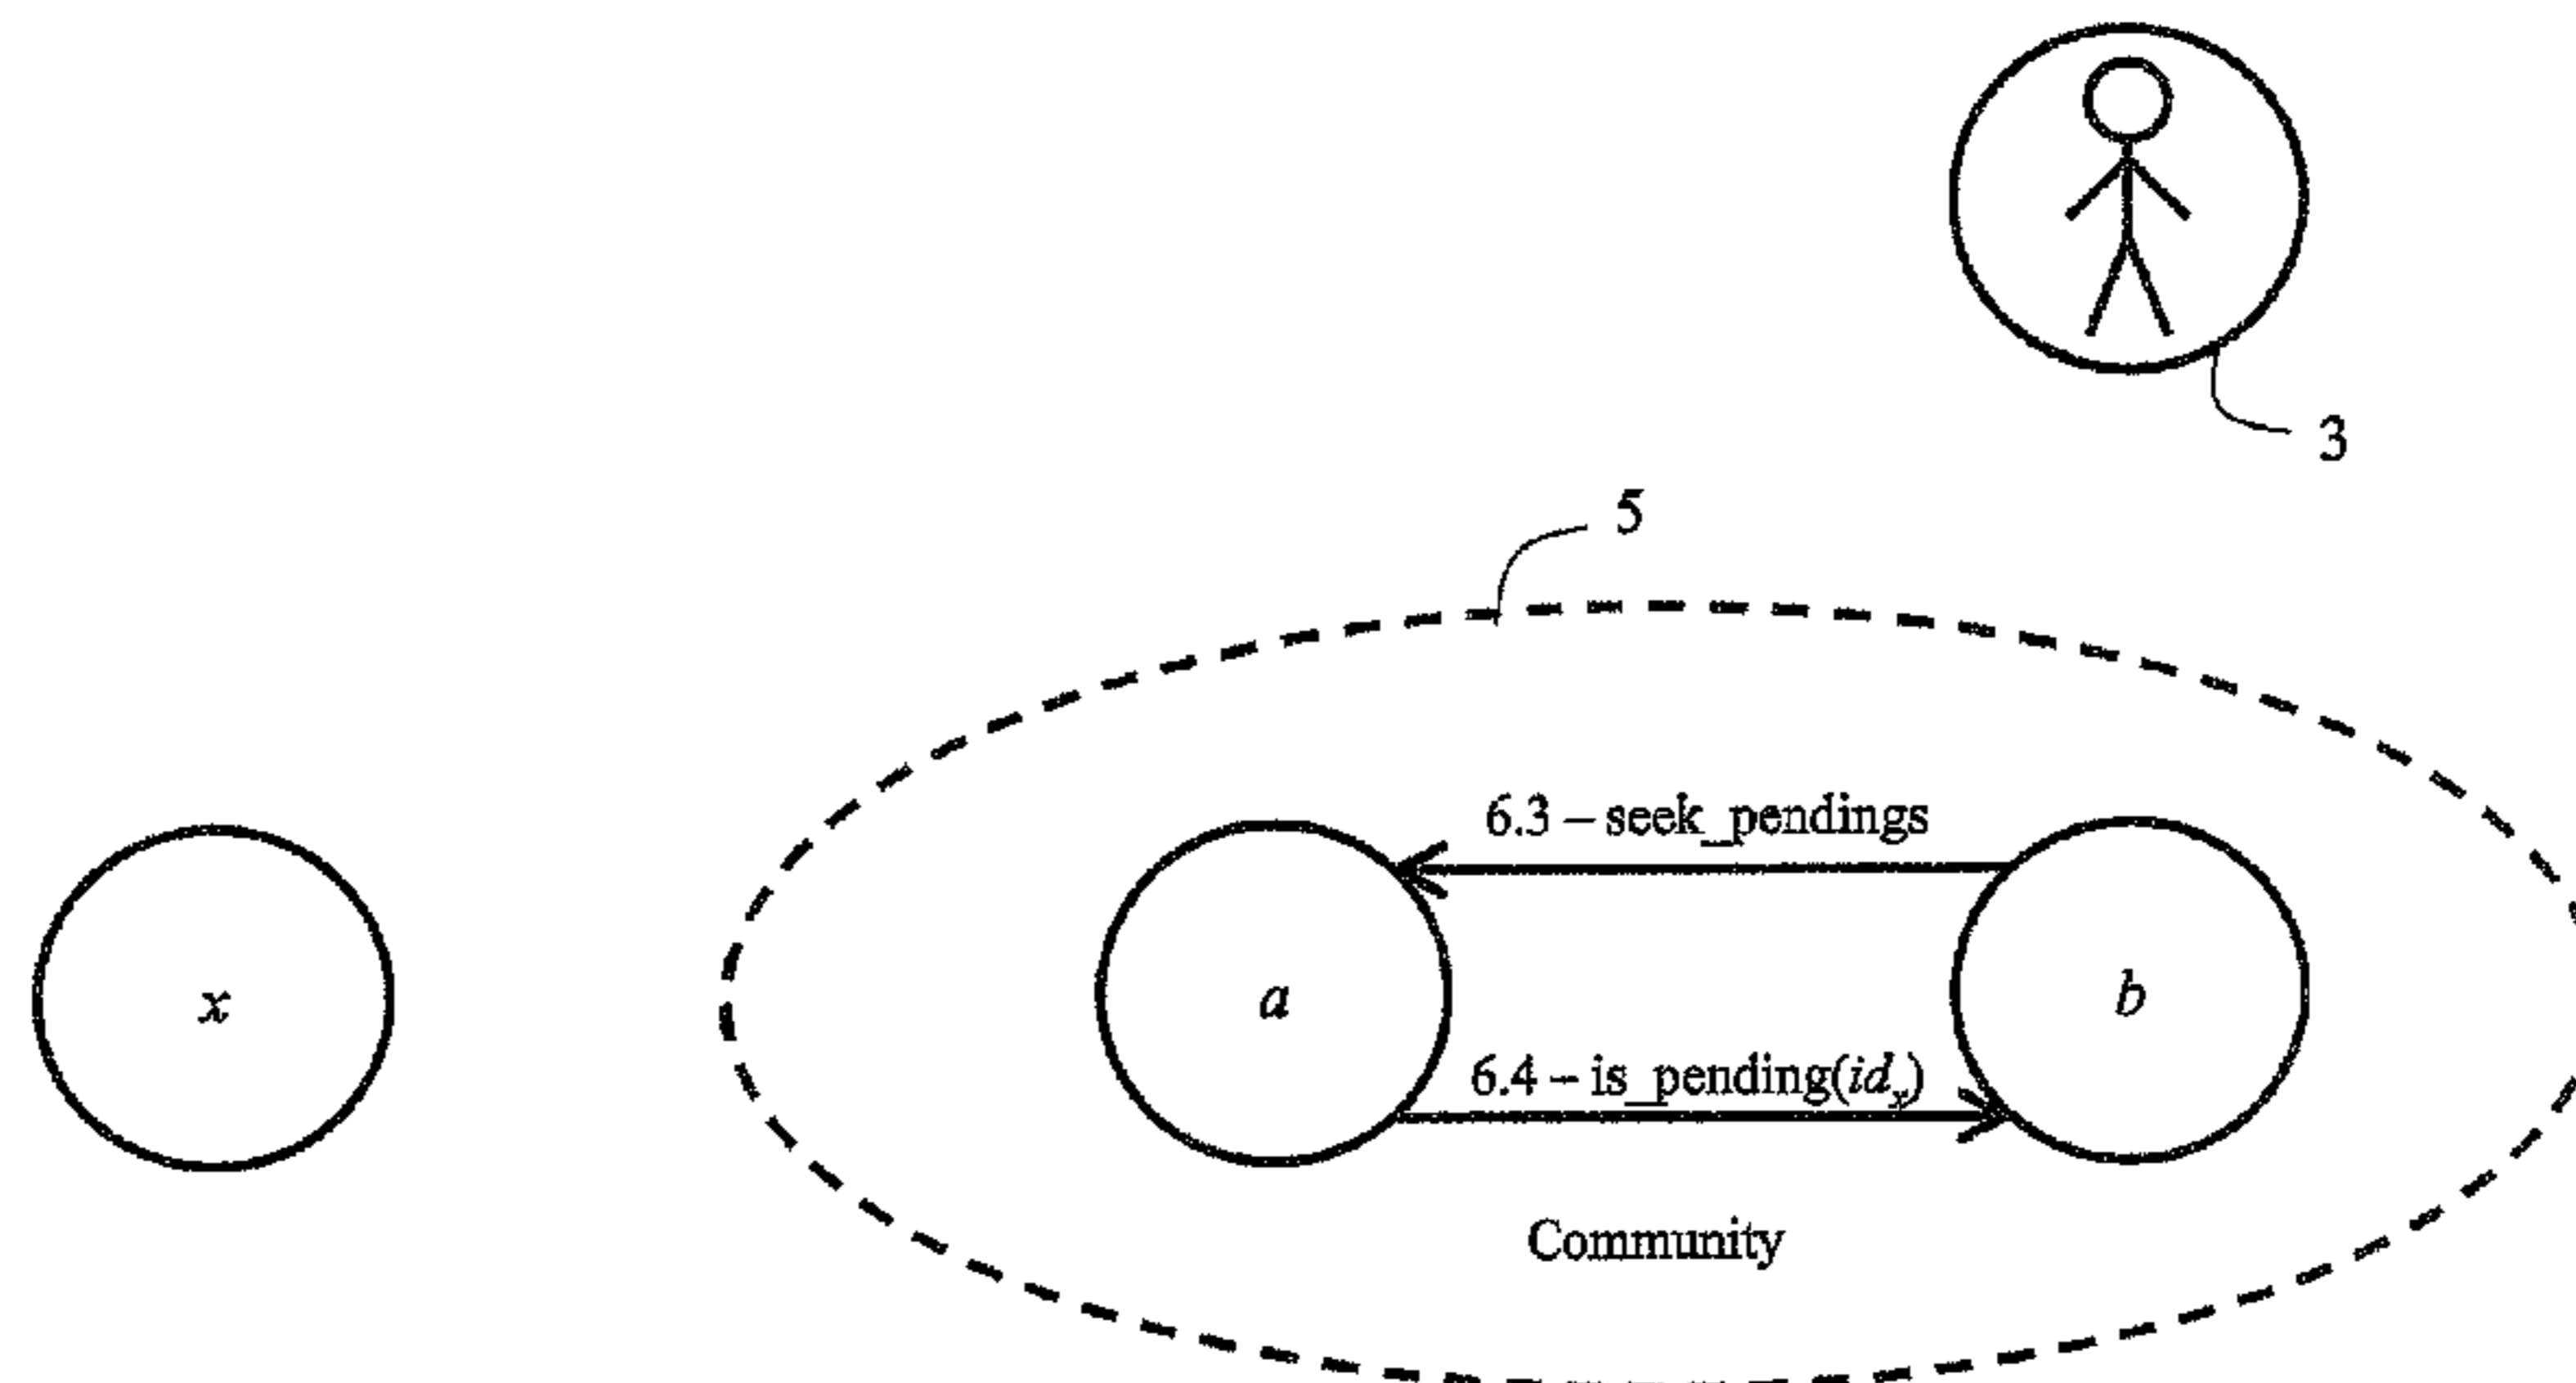 3
5
6.3 – seek_pendings
x
a
b
6.4 – is_pending(idₓ)
Community